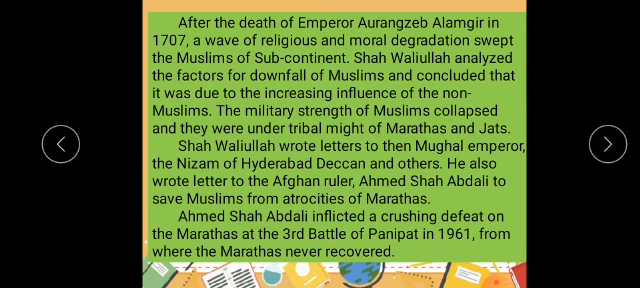 After the death of Emperor Aurangzeb Alamgir in
1707, a wave of religious and moral degradation swept
the Muslims of Sub-continent. Shah Waliullah analyzed
the factors for downfall of Muslims and concluded that
it was due to the increasing influence of the non-
Muslims. The military strength of Muslims collapsed
and they were under tribal might of Marathas and Jats.
Shah Waliullah wrote letters to then Mughal emperor,
the Nizam of Hyderabad Deccan and others. He also
wrote letter to the Afghan ruler, Ahmed Shah Abdali to
save Muslims from atrocities of Marathas.
Ahmed Shah Abdali inflicted a crushing defeat on
the Marathas at the 3rd Battle of Panipat in 1961, from
where the Marathas never recovered.